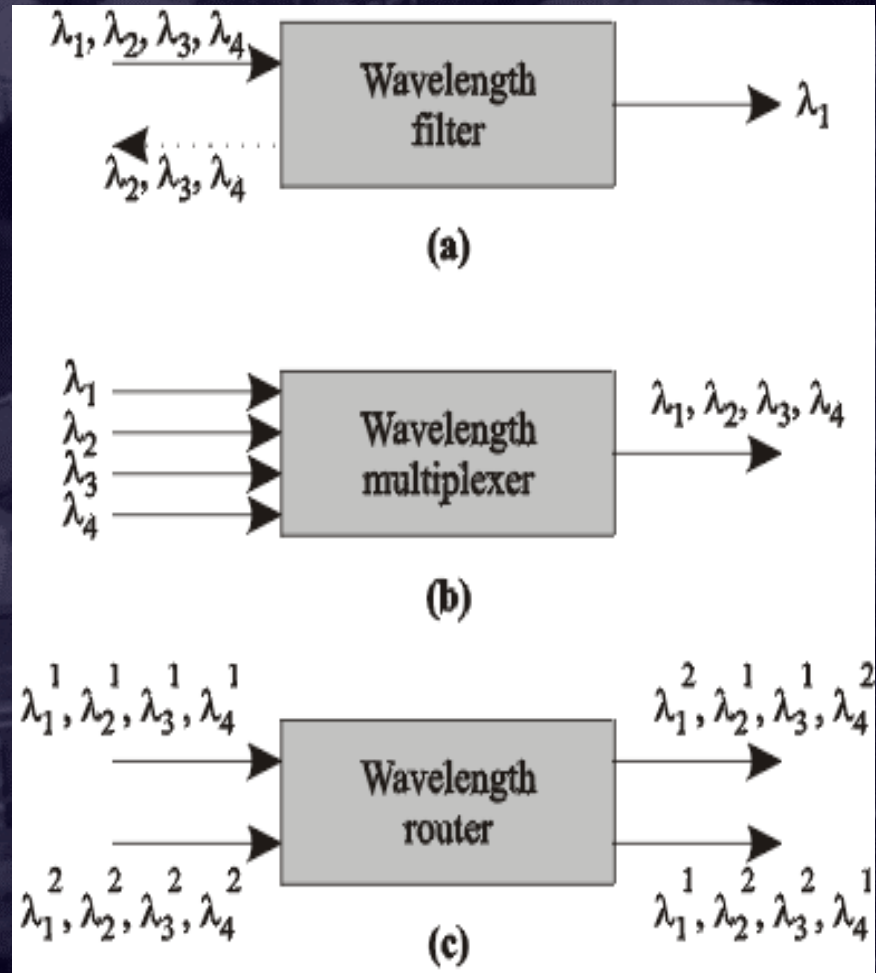 λ1, λ2, λ3, λ4
Wavelength
filter
λ1
λ2, λ3, λ4
(a)
λ1
λ2
λ3
λ4
Wavelength
multiplexer
λ1, λ2, λ3, λ4
(b)
1 1 1 1
λ1, λ2, λ3, λ4
2 1 1 2
λ1, λ2, λ3, λ4
Wavelength
router
2 2 2 2
λ1, λ2, λ3, λ4
1 2 2 1
λ1, λ2, λ3, λ4
(c)